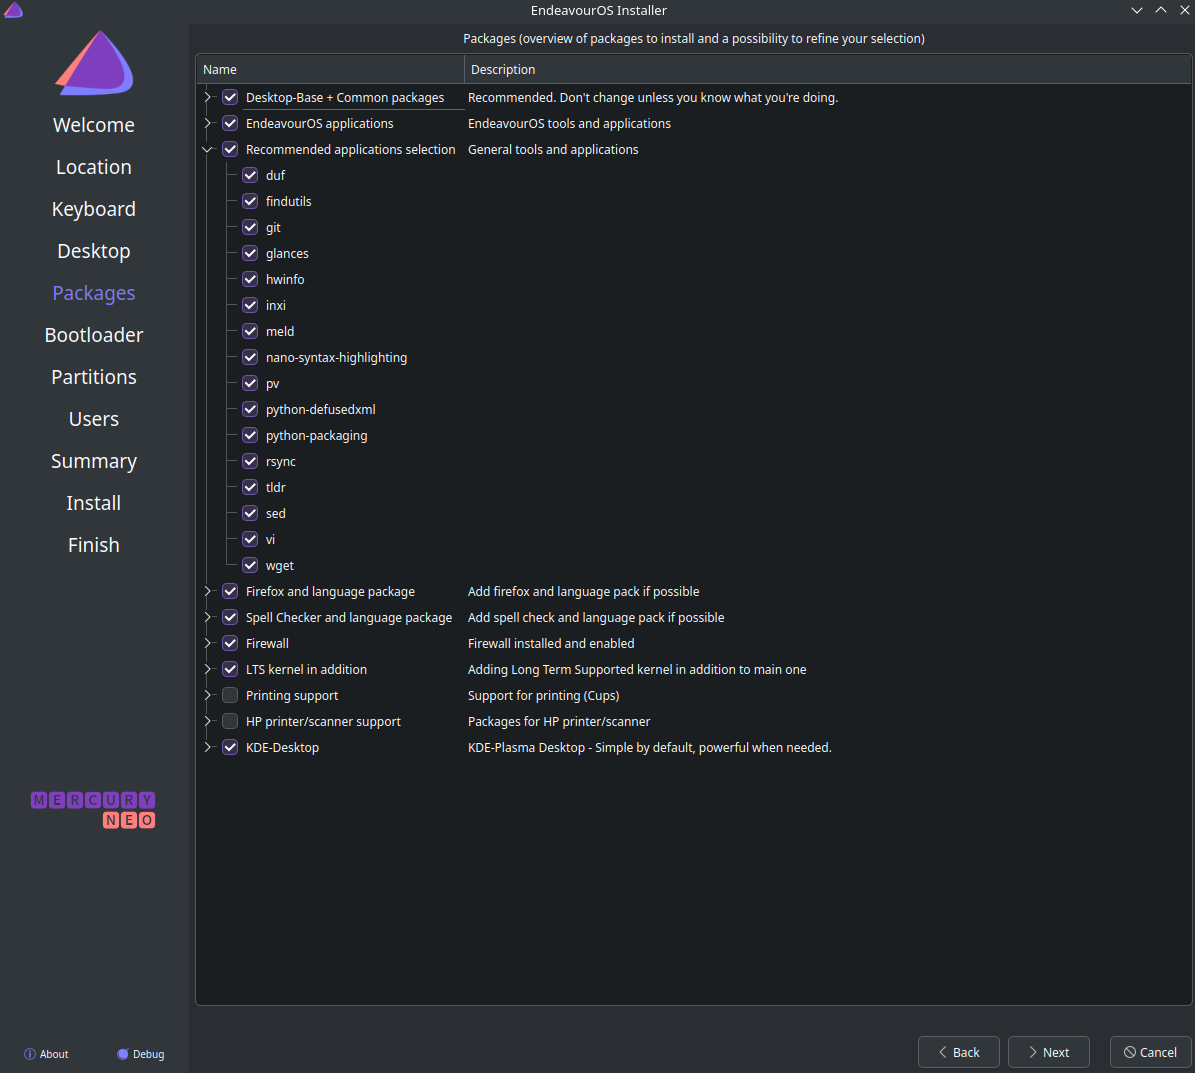 EndeavourOS Installer
Welcome
Location
Keyboard
Desktop
Packages
Bootloader
Partitions
Users
Summary
Install
Finish
MERCURY
NEO
About
Debug
Packages (overview of packages to install and a possibility to refine your selection)
Name Description
Desktop-Base + Common packages Recommended. Don't change unless you know what you're doing.
EndeavourOS applications EndeavourOS tools and applications
Recommended applications selection General tools and applications
duf
findutils
git
glances
hwinfo
inxi
meld
nano-syntax-highlighting
pv
python-defusedxml
python-packaging
rsync
tldr
sed
vi
wget
Firefox and language package Add firefox and language pack if possible
Spell Checker and language package Add spell check and language pack if possible
Firewall Firewall installed and enabled
LTS kernel in addition Adding Long Term Supported kernel in addition to main one
Printing support Support for printing (Cups)
HP printer/scanner support Packages for HP printer/scanner
KDE-Desktop KDE-Plasma Desktop - Simple by default, powerful when needed.
Back Next Cancel